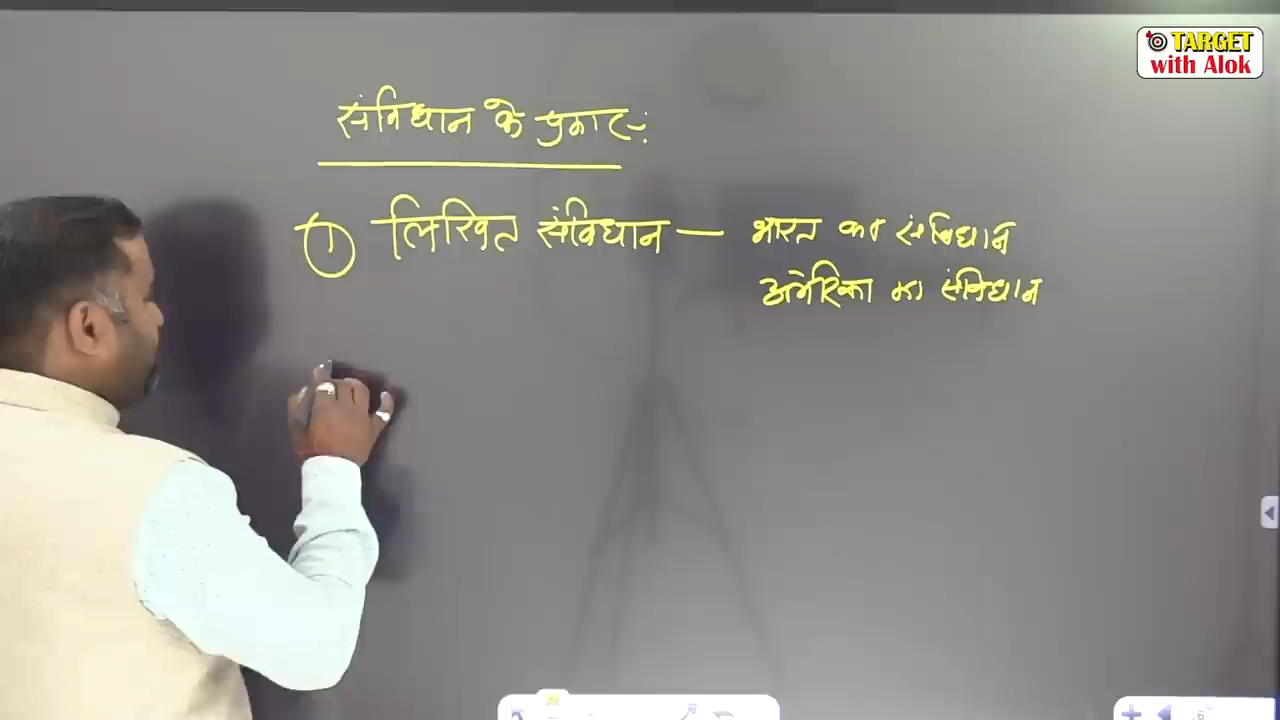 TARGET
with Alok
संविधान के प्रकार :
① लिखित संविधान — भारत का संविधान
अमेरिका का संविधान